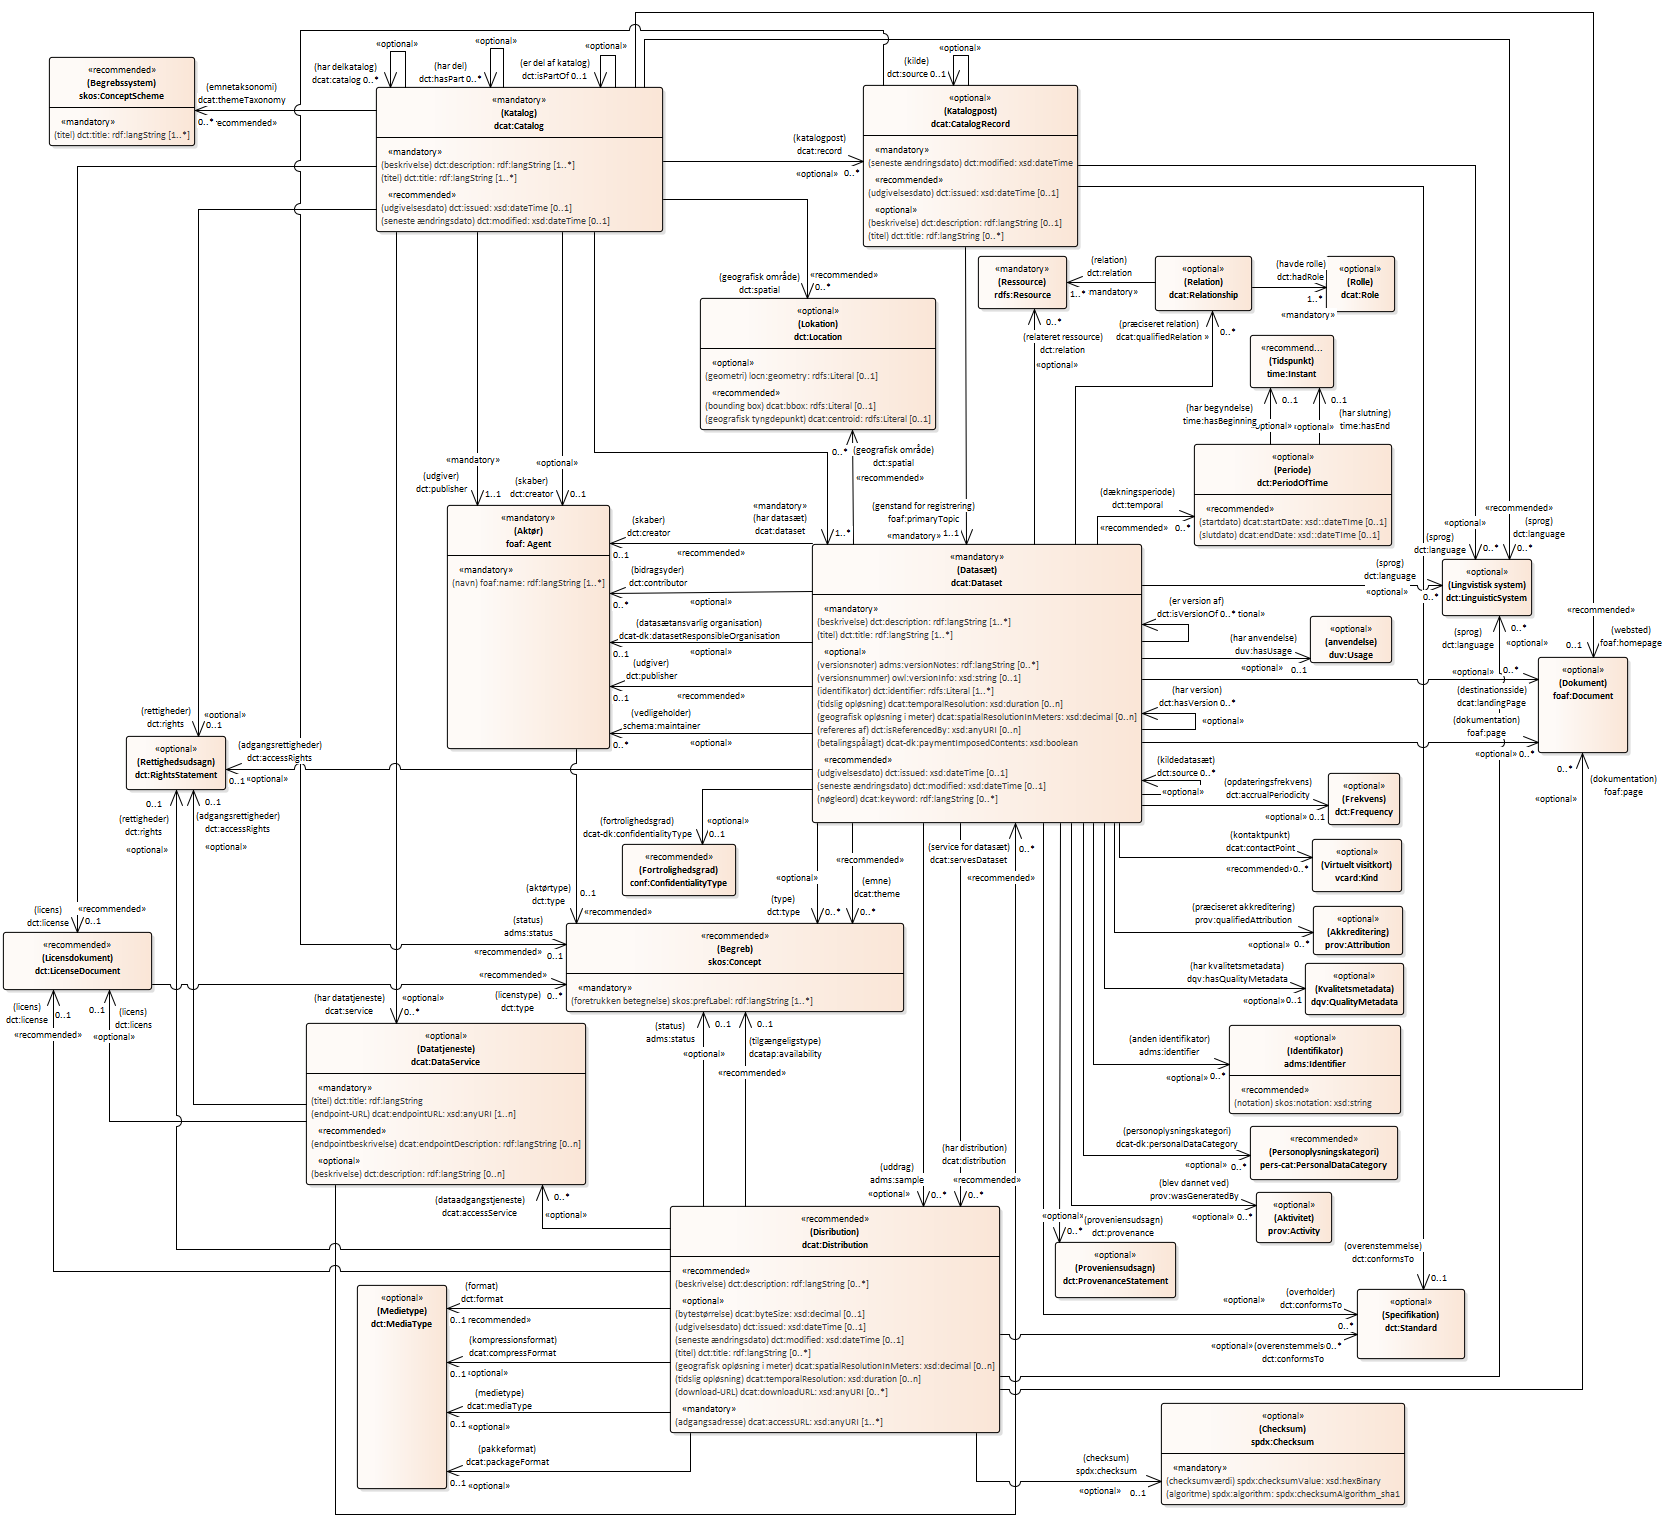 «recommended»
(Begrebssystem)
skos:ConceptScheme
«mandatory»
(titel) dct:title: rdf:langString [1..*]
(emnetaksonomi)
dcat:themeTaxonomy
0..* ‹ecommended»
«optional»
(har delkatalog)
dcat:catalog 0..*
«optional»
(har del)
dct:hasPart 0..*
«optional»
(er del af katalog)
dct:isPartOf 0..1
«mandatory»
(Katalog)
dcat:Catalog
«mandatory»
(beskrivelse) dct:description: rdf:langString [1..*]
(titel) dct:title: rdf:langString [1..*]
«recommended»
(udgivelsesdato) dct:issued: xsd:dateTime [0..1]
(seneste ændringsdato) dct:modified: xsd:dateTime [0..1]
(katalogpost)
dcat:record
«optional» 0..*
«optional»
(kilde)
dct:source 0..1
«optional»
(Katalogpost)
dcat:CatalogRecord
«mandatory»
(seneste ændringsdato) dct:modified: xsd:dateTime
«recommended»
(udgivelsesdato) dct:issued: xsd:dateTime [0..1]
«optional»
(beskrivelse) dct:description: rdf:langString [0..1]
(titel) dct:title: rdf:langString [0..*]
(geografisk område)
dct:spatial
«recommended»
0..*
«optional»
(Lokation)
dct:Location
«optional»
(geometri) locn:geometry: rdfs:Literal [0..1]
«recommended»
(bounding box) dcat:bbox: rdfs:Literal [0..1]
(geografisk tyngdepunkt) dcat:centroid: rdfs:Literal [0..1]
0..*
(geografisk område)
dct:spatial
«recommended»
«mandatory»
(Ressource)
rdfs:Resource
(relation)
dct:relation
1..* mandatory»
«optional»
(Relation)
dcat:Relationship
(havde rolle)
dct:hadRole
1..*
«mandatory»
«optional»
(Rolle)
dcat:Role
0..*
(relateret ressource)
dct:relation
«optional»
(præciseret relation)
dcat:qualifiedRelation »
0..*
«recommend...
(Tidspunkt)
time:Instant
(har begyndelse)
time:hasBeginning
0..1
optional»
0..1
(har slutning)
time:hasEnd
«optional»
«optional»
(Periode)
dct:PeriodOfTime
«recommended»
(startdato) dcat:startDate: xsd::dateTIme [0..1]
(slutdato) dcat:endDate: xsd::dateTIme [0..1]
(dækningsperiode)
dct:temporal
«recommended» 0..*
«mandatory»
(udgiver)
dct:publisher
1..1
«optional»
(skaber)
dct:creator
0..1
«mandatory»
(Aktør)
foaf: Agent
«mandatory»
(navn) foaf:name: rdf:langString [1..*]
«mandatory»
(har datasæt)
dcat:dataset
1..*
(genstand for registrering)
foaf:primaryTopic
«mandatory» 1..1
(skaber)
dct:creator
0..1
«recommended»
(bidragsyder)
dct:contributor
0..*
«optional»
(datasætansvarlig organisation)
dcat-dk:datasetResponsibleOrganisation
0..1
«optional»
(udgiver)
dct:publisher
0..1
«recommended»
(vedligeholder)
schema:maintainer
0..*
«optional»
«mandatory»
(Datasæt)
dcat:Dataset
«mandatory»
(beskrivelse) dct:description: rdf:langString [1..*]
(titel) dct:title: rdf:langString [1..*]
«optional»
(versionsnoter) adms:versionNotes: rdf:langString [0..*]
(versionsnummer) owl:versionInfo: xsd:string [0..1]
(identifikator) dct:identifier: rdfs:Literal [1..*]
(tidslig opløsning) dcat:temporalResolution: xsd:duration [0..n]
(geografisk opløsning i meter) dcat:spatialResolutionInMeters: xsd:decimal [0..n]
(refereres af) dct:isReferencedBy: xsd:anyURI [0..n]
(betalingspålagt) dcat-dk:paymentImposedContents: xsd:boolean
«recommended»
(udgivelsesdato) dct:issued: xsd:dateTime [0..1]
(seneste ændringsdato) dct:modified: xsd:dateTime [0..1]
(nøgleord) dcat:keyword: rdf:langString [0..*]
«optional»
(sprog)
dct:language
0..*
«recommended»
(sprog)
dct:language
0..*
(sprog)
dct:language
«optional»
0..*
«optional»
(Lingvistisk system)
dct:LinguisticSystem
(sprog)
dct:language
0..*
«optional»
«recommended»
(websted)
foaf:homepage
0..1
(er version af)
dct:isVersionOf 0..* tional»
(har anvendelse)
duv:hasUsage
«optional» 0..1
«optional»
(anvendelse)
duv:Usage
«optional» 0..*
(destinationsside)
dcat:landingPage
(dokumentation)
foaf:page
«optional» 0..*
«optional»
(Dokument)
foaf:Document
0..*
(dokumentation)
foaf:page
«optional»
(har version)
dct:hasVersion 0..*
«optional»
(kildedatasæt)
dct:source 0..*
«optional»
(opdateringsfrekvens)
dct:accrualPeriodicity
«optional» 0..1
«optional»
(Frekvens)
dct:Frequency
(kontaktpunkt)
dcat:contactPoint
«recommended» 0..*
«optional»
(Virtuelt visitkort)
vcard:Kind
(præciseret akkreditering)
prov:qualifiedAttribution
«optional» 0..*
«optional»
(Akkreditering)
prov:Attribution
(har kvalitetsmetadata)
dqv:hasQualityMetadata
«optional» 0..1
«optional»
(Kvalitetsmetadata)
dqv:QualityMetadata
(anden identifikator)
adms:identifier
«optional» 0..*
«optional»
(Identifikator)
adms:Identifier
«recommended»
(notation) skos:notation: xsd:string
(personoplysningskategori)
dcat-dk:personalDataCategory
«optional» 0..*
«recommended»
(Personoplysningskategori)
pers-cat:PersonalDataCategory
(blev dannet ved)
prov:wasGeneratedBy
«optional» 0..*
«optional»
(Aktivitet)
prov:Activity
«optional»
0..*
(proveniensudsagn)
dct:provenance
«optional»
(Proveniensudsagn)
dct:ProvenanceStatement
(overenstemmelse)
dct:conformsTo
0..1
(overholder)
dct:conformsTo
«optional»
0..*
«optional»
(Specifikation)
dct:Standard
«optional» (overenstemmels 0..*
dct:conformsTo
(rettigheder)
dct:rights
«optional»
0..1
«optional»
(Rettighedsudsagn)
dct:RightsStatement
(adgangsrettigheder)
dct:accessRights
0..1 «optional»
0..1
(rettigheder)
dct:rights
«optional»
0..1
(adgangsrettigheder)
dct:accessRights
«optional»
(fortrolighedsgrad)
dcat-dk:confidentialityType
«optional»
0..1
«recommended»
(Fortrolighedsgrad)
conf:ConfidentialityType
(aktørtype)
dct:type
0..1
«recommended»
«optional»
(type)
dct:type
0..*
«recommended»
(emne)
dcat:theme
0..*
(service for datasæt)
dcat:servesDataset
0..*
«recommended»
(licens)
dct:license
«recommended»
0..1
«recommended»
(Licensdokument)
dct:LicenseDocument
(status)
adms:status
«recommended» 0..1
«recommended»
(licenstype)
dct:type
0..*
«recommended»
(Begreb)
skos:Concept
«mandatory»
(foretrukken betegnelse) skos:prefLabel: rdf:langString [1..*]
(licens)
dct:license
0..1
«recommended»
0..1
(licens)
dct:licens
«optional»
(har datatjeneste)
dcat:service
«optional»
0..*
«optional»
(Datatjeneste)
dcat:DataService
«mandatory»
(titel) dct:title: rdf:langString
(endpoint-URL) dcat:endpointURL: xsd:anyURI [1..n]
«recommended»
(endpointbeskrivelse) dcat:endpointDescription: rdf:langString [0..n]
«optional»
(beskrivelse) dct:description: rdf:langString [0..n]
(status)
adms:status
«optional»
0..1
0..1
(tilgængeligstype)
dcatap:availability
«recommended»
(dataadgangstjeneste)
dcat:accessService
0..*
«optional»
(uddrag)
adms:sample
«optional»
0..*
(har distribution)
dcat:distribution
«recommended»
0..*
«recommended»
(Disribution)
dcat:Distribution
«recommended»
(beskrivelse) dct:description: rdf:langString [0..*]
«optional»
(bytestørrelse) dcat:byteSize: xsd:decimal [0..1]
(udgivelsesdato) dct:issued: xsd:dateTime [0..1]
(seneste ændringsdato) dct:modified: xsd:dateTime [0..1]
(titel) dct:title: rdf:langString [0..*]
(geografisk opløsning i meter) dcat:spatialResolutionInMeters: xsd:decimal [0..n]
(tidslig opløsning) dcat:temporalResolution: xsd:duration [0..n]
(download-URL) dcat:downloadURL: xsd:anyURI [0..*]
«mandatory»
(adgangsadresse) dcat:accessURL: xsd:anyURI [1..*]
«optional»
(Medietype)
dct:MediaType
(format)
dct:format
0..1 recommended»
(kompressionsformat)
dcat:compressFormat
0..1 «optional»
(medietype)
dcat:mediaType
0..1 «optional»
(pakkeformat)
dcat:packageFormat
0..1 «optional»
(checksum)
spdx:checksum
«optional» 0..1
«optional»
(Checksum)
spdx:Checksum
«mandatory»
(checksumværdi) spdx:checksumValue: xsd:hexBinary
(algoritme) spdx:algorithm: spdx:checksumAlgorithm_sha1